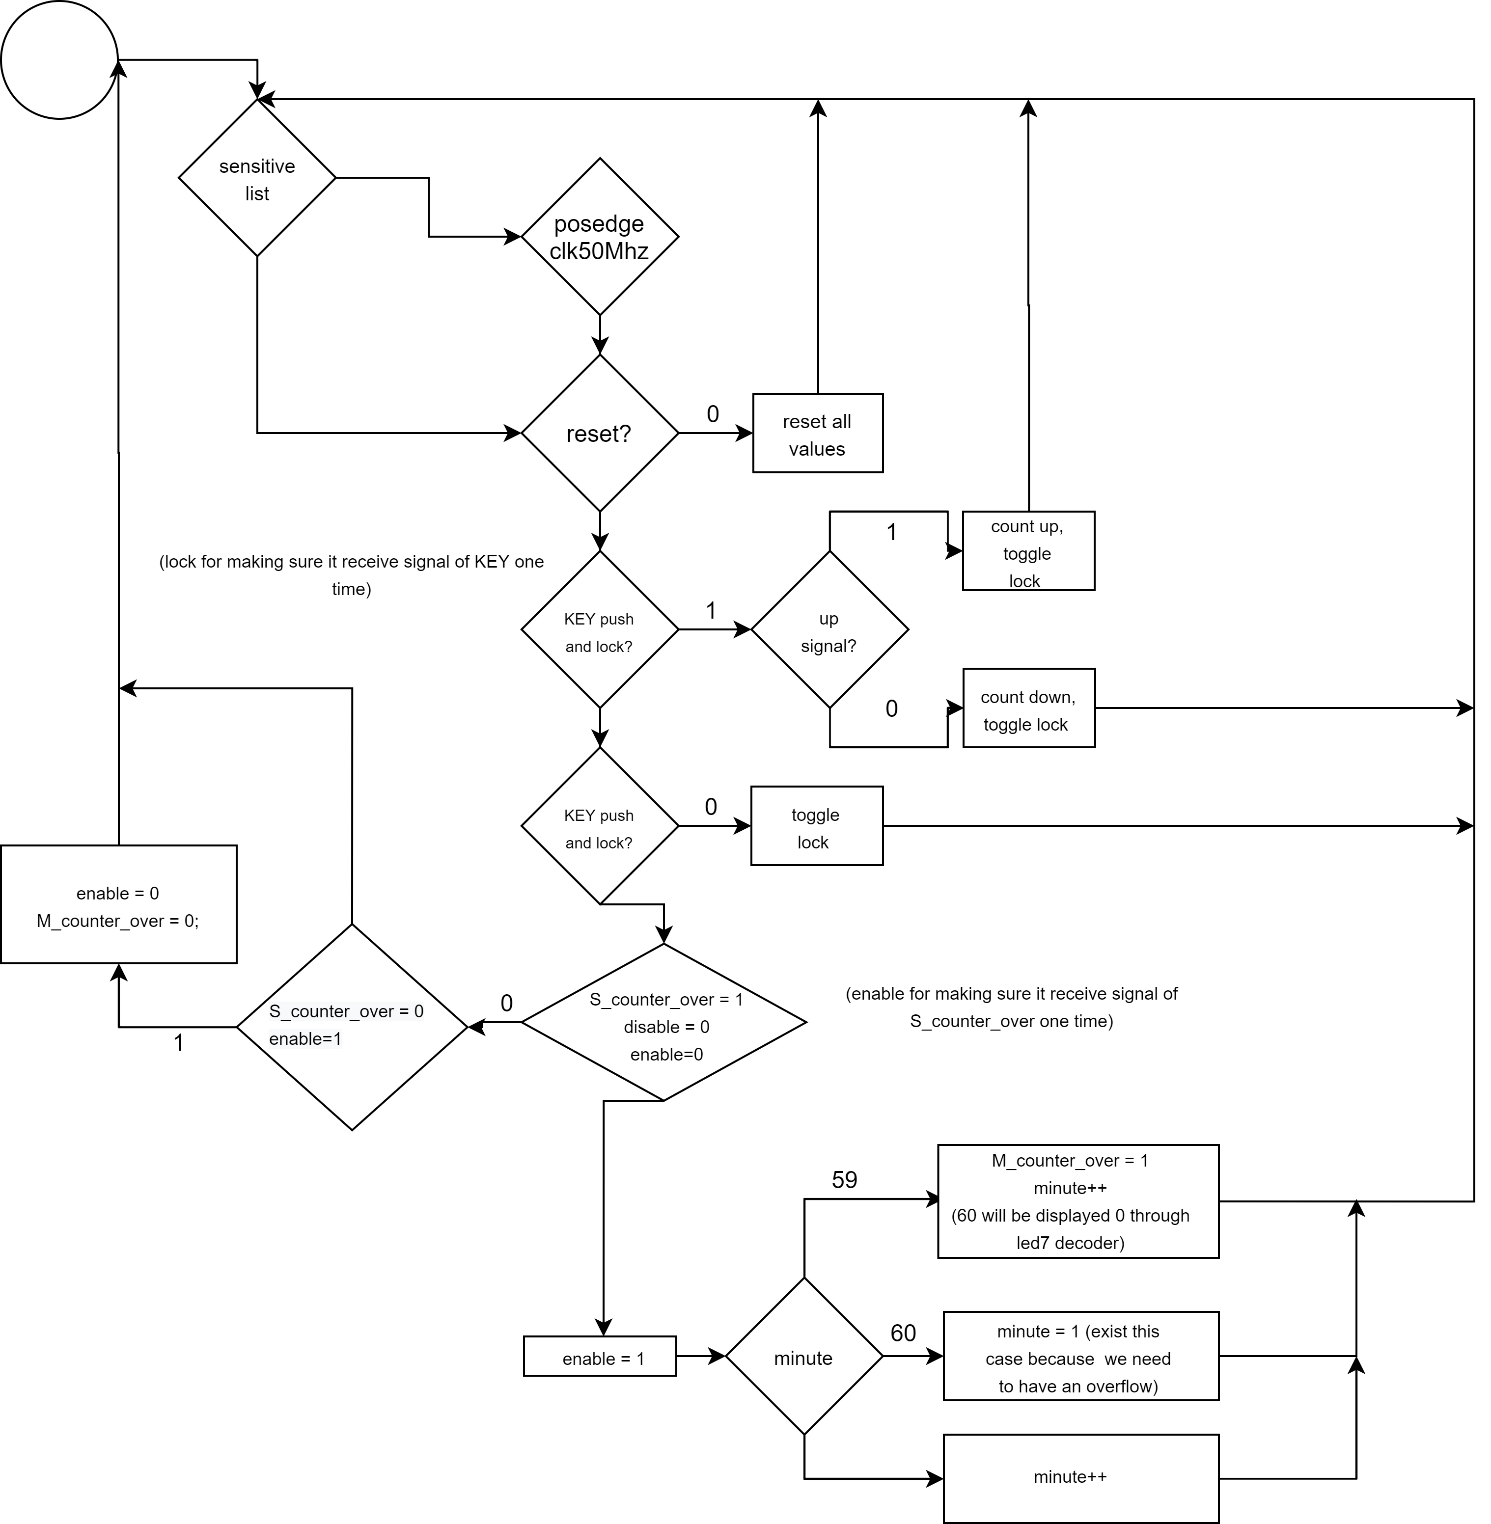 sensitive
list
posedge
clk50Mhz
reset?
0
reset all
values
(lock for making sure it receive signal of KEY one
time)
KEY push
and lock?
1
up
signal?
1
count up,
toggle
lock
0
count down,
toggle lock
KEY push
and lock?
0
toggle
lock
enable = 0
M_counter_over = 0;
S_counter_over = 0
enable=1
1
0
S_counter_over = 1
disable = 0
enable=0
(enable for making sure it receive signal of
S_counter_over one time)
enable = 1
minute
59
M_counter_over = 1
minute++
(60 will be displayed 0 through
led7 decoder)
60
minute = 1 (exist this
case because  we need
to have an overflow)
minute++